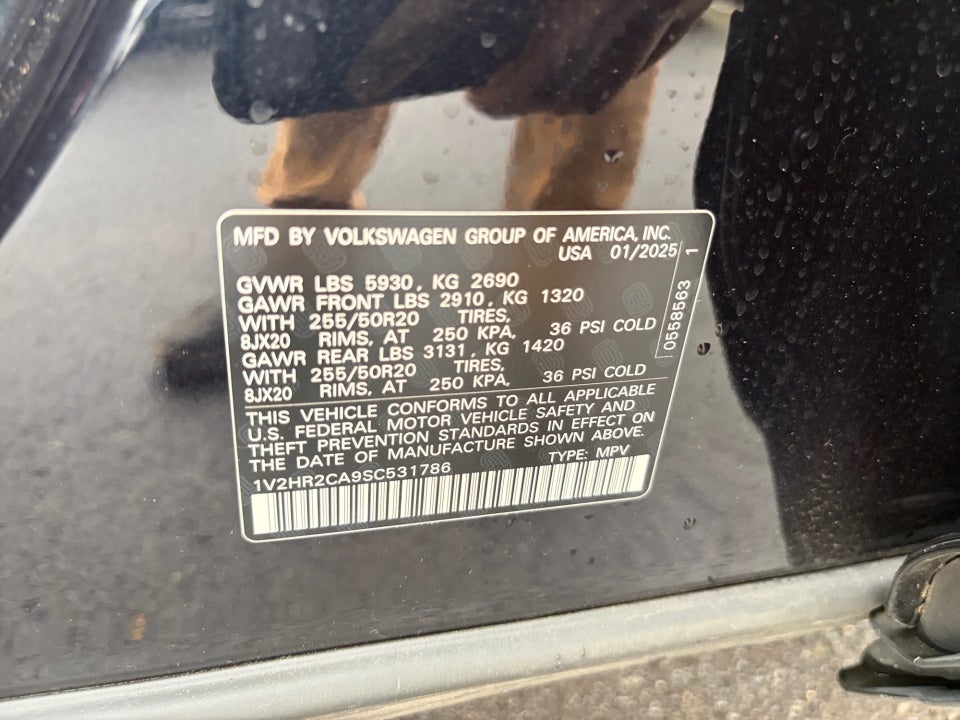 MFD BY VOLKSWAGEN GROUP OF AMERICA, INC.
USA 01/2025
GVWR LBS 5930, KG 2690
GAWR FRONT LBS 2910, KG 1320
WITH 255/50R20 TIRES,
8JX20 RIMS, AT 250 KPA, 36 PSI COLD
GAWR REAR LBS 3131, KG 1420
WITH 255/50R20 TIRES,
8JX20 RIMS, AT 250 KPA, 36 PSI COLD
THIS VEHICLE CONFORMS TO ALL APPLICABLE
U.S. FEDERAL MOTOR VEHICLE SAFETY AND
THEFT PREVENTION STANDARDS IN EFFECT ON
THE DATE OF MANUFACTURE SHOWN ABOVE.
1V2HR2CA9SC531786 TYPE: MPV
0558563 1